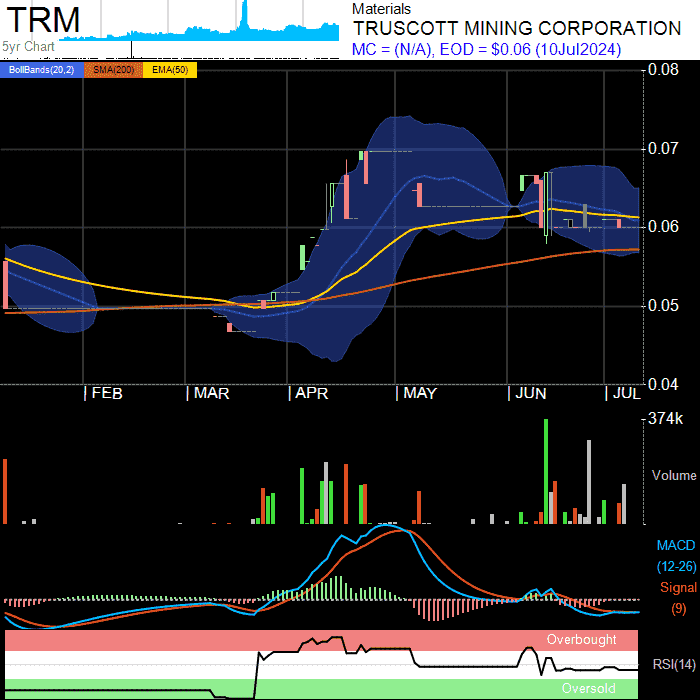 TRM
5yr Chart
Materials
TRUSCOTT MINING CORPORATION
MC = (N/A), EOD = $0.06 (10Jul2024)
BollBands(20,2) SMA(200) EMA(50)
0.08
0.07
0.06
0.05
0.04
FEB MAR APR MAY JUN JUL
374k
Volume
MACD
(12-26)
Signal
(9)
Overbought
RSI(14)
Oversold